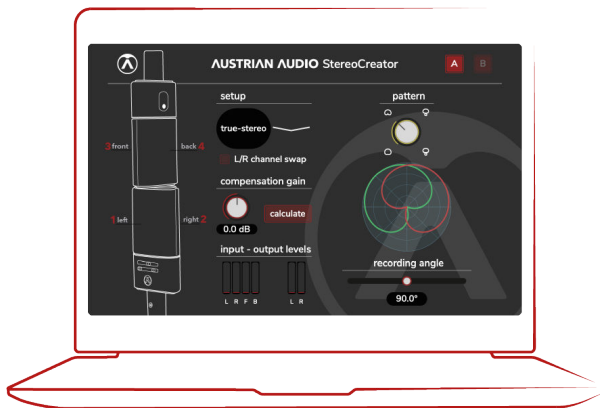 AUSTRIAN AUDIO StereoCreator
A B
setup
pattern
true-stereo
3 front back 4
L/R channel swap
compensation gain
calculate
0.0 dB
1 left right 2
input - output levels
L R F B L R
recording angle
90.0°